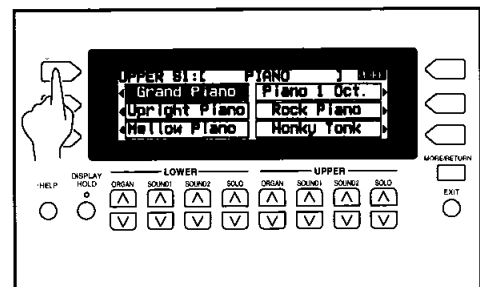 UPPER S1:[ PIANO ]
Grand Piano Piano 1 Oct.
Upright Piano Rock Piano
Mellow Piano Honky Tonk
MORE/RETURN
LOWER UPPER
HELP DISPLAY HOLD ORGAN SOUND1 SOUND2 SOLO ORGAN SOUND1 SOUND2 SOLO EXIT